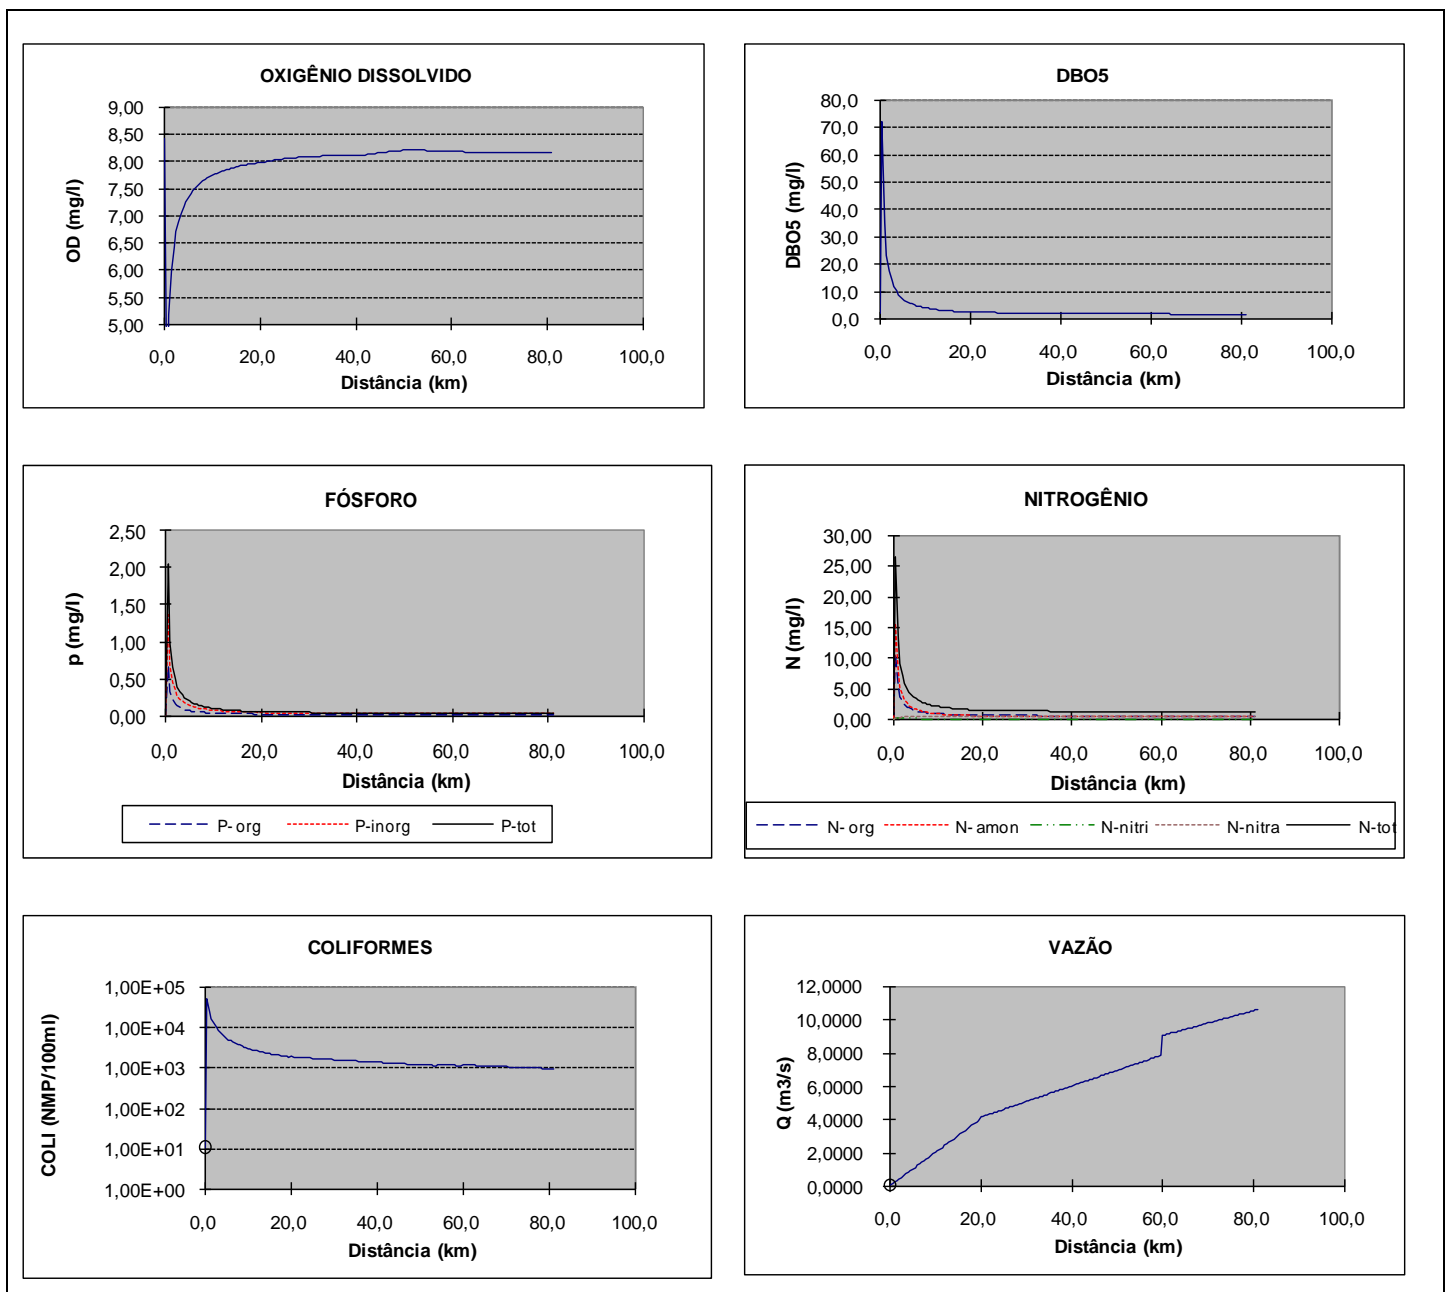 OXIGÊNIO DISSOLVIDO
OD (mg/l)
9,00
8,50
8,00
7,50
7,00
6,50
6,00
5,50
5,00
0,0 20,0 40,0 60,0 80,0 100,0
Distância (km)
DBO5
DBO5 (mg/l)
80,0
70,0
60,0
50,0
40,0
30,0
20,0
10,0
0,0
0,0 20,0 40,0 60,0 80,0 100,0
Distância (km)
FÓSFORO
p (mg/l)
2,50
2,00
1,50
1,00
0,50
0,00
0,0 20,0 40,0 60,0 80,0 100,0
Distância (km)
P-org P-inorg P-tot
NITROGÊNIO
N (mg/l)
30,00
25,00
20,00
15,00
10,00
5,00
0,00
0,0 20,0 40,0 60,0 80,0 100,0
Distância (km)
N-org N-amon N-nitri N-nitra N-tot
COLIFORMES
COLI (NMP/100ml)
1,00E+05
1,00E+04
1,00E+03
1,00E+02
1,00E+01
1,00E+00
0,0 20,0 40,0 60,0 80,0 100,0
Distância (km)
VAZÃO
Q (m3/s)
12,0000
10,0000
8,0000
6,0000
4,0000
2,0000
0,0000
0,0 20,0 40,0 60,0 80,0 100,0
Distância (km)